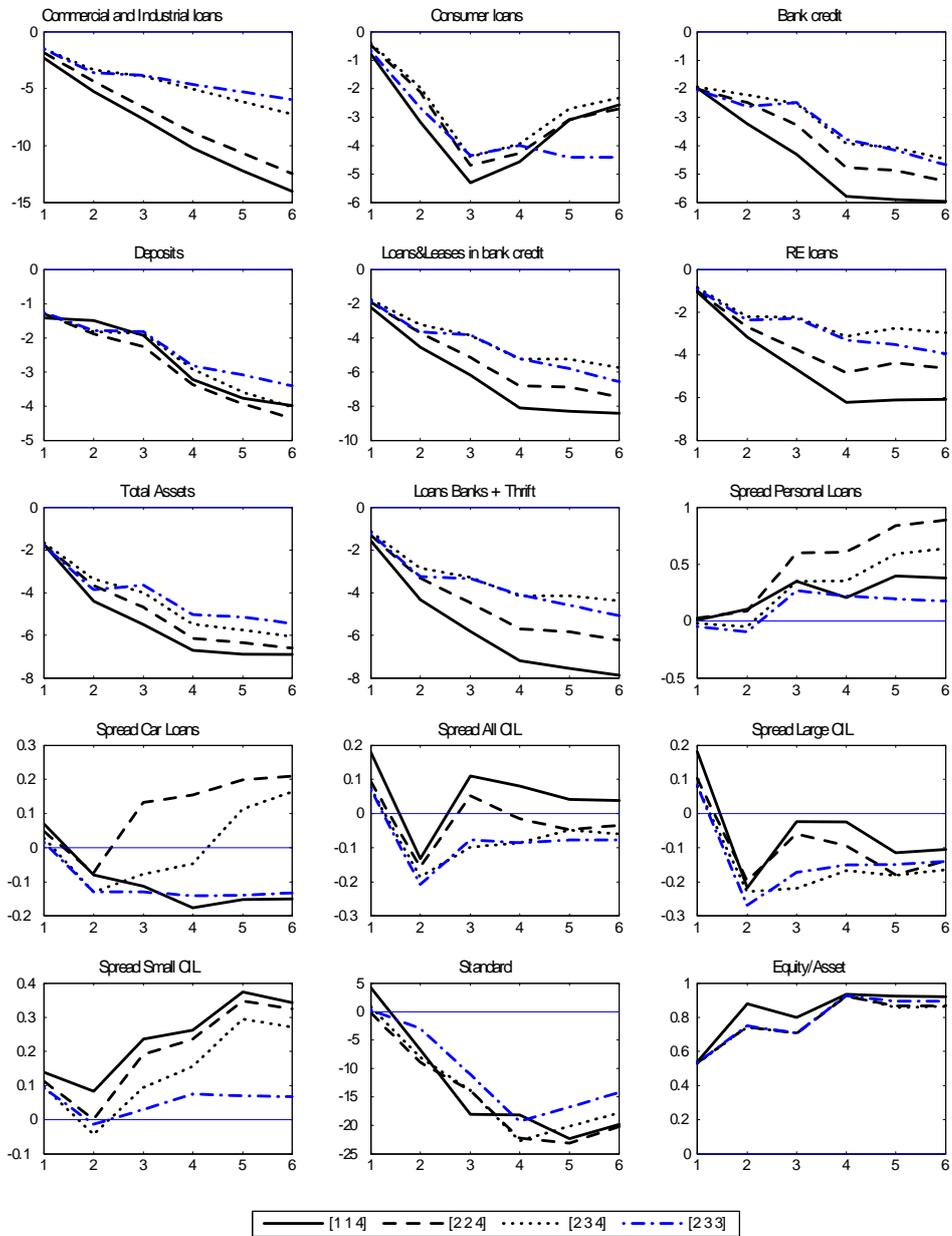 Commercial and Industrial loans
0
-5
-10
-15
1 2 3 4 5 6
Consumer loans
0
-1
-2
-3
-4
-5
-6
1 2 3 4 5 6
Bank credit
0
-1
-2
-3
-4
-5
-6
1 2 3 4 5 6
Deposits
0
-1
-2
-3
-4
-5
1 2 3 4 5 6
Loans&Leases in bank credit
0
-2
-4
-6
-8
-10
1 2 3 4 5 6
RE loans
0
-2
-4
-6
-8
1 2 3 4 5 6
Total Assets
0
-2
-4
-6
-8
1 2 3 4 5 6
Loans Banks + Thrift
0
-2
-4
-6
-8
1 2 3 4 5 6
Spread Personal Loans
1
0.5
0
-0.5
1 2 3 4 5 6
Spread Car Loans
0.3
0.2
0.1
0
-0.1
-0.2
1 2 3 4 5 6
Spread All CIL
0.2
0.1
0
-0.1
-0.2
-0.3
1 2 3 4 5 6
Spread Large CIL
0.2
0.1
0
-0.1
-0.2
-0.3
1 2 3 4 5 6
Spread Small CIL
0.4
0.3
0.2
0.1
0
-0.1
1 2 3 4 5 6
Standard
5
0
-5
-10
-15
-20
-25
1 2 3 4 5 6
Equity/Asset
1
0.8
0.6
0.4
0.2
0
1 2 3 4 5 6
[1 1 4] [2 2 4] [2 3 4] [2 3 3]